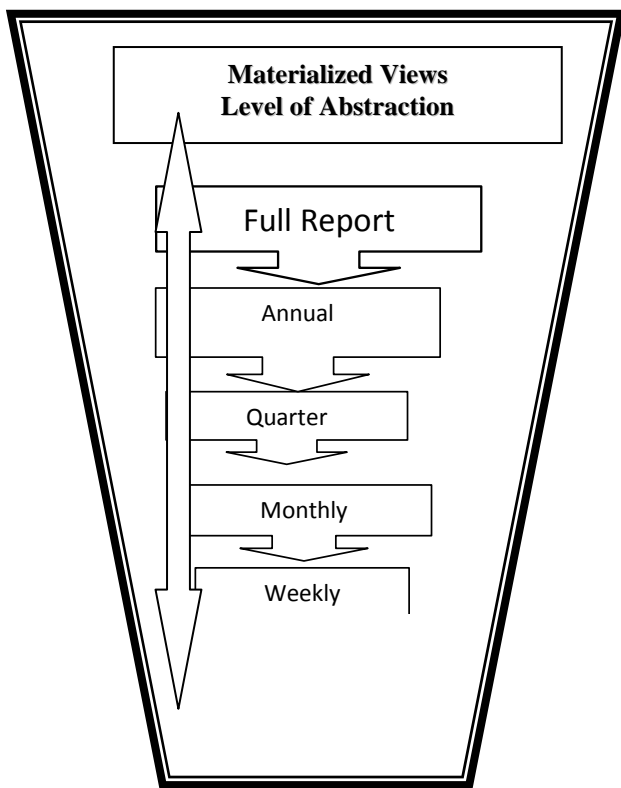 Materialized Views
Level of Abstraction
Full Report
Annual
Quarter
Monthly
Weekly